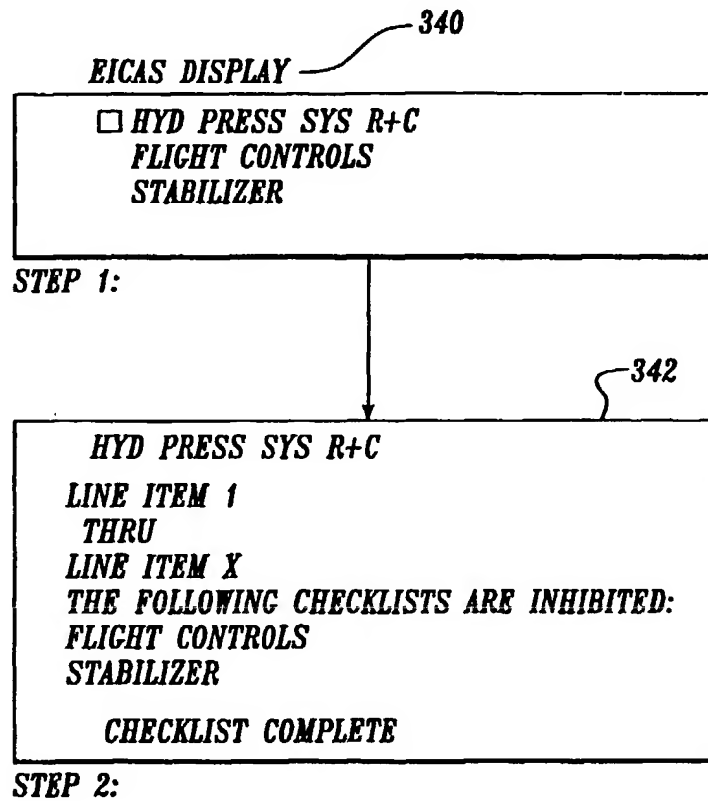 340
EICAS DISPLAY
HYD PRESS SYS R+C
FLIGHT CONTROLS
STABILIZER
STEP 1:
342
HYD PRESS SYS R+C
LINE ITEM 1
THRU
LINE ITEM X
THE FOLLOWING CHECKLISTS ARE INHIBITED:
FLIGHT CONTROLS
STABILIZER
CHECKLIST COMPLETE
STEP 2: